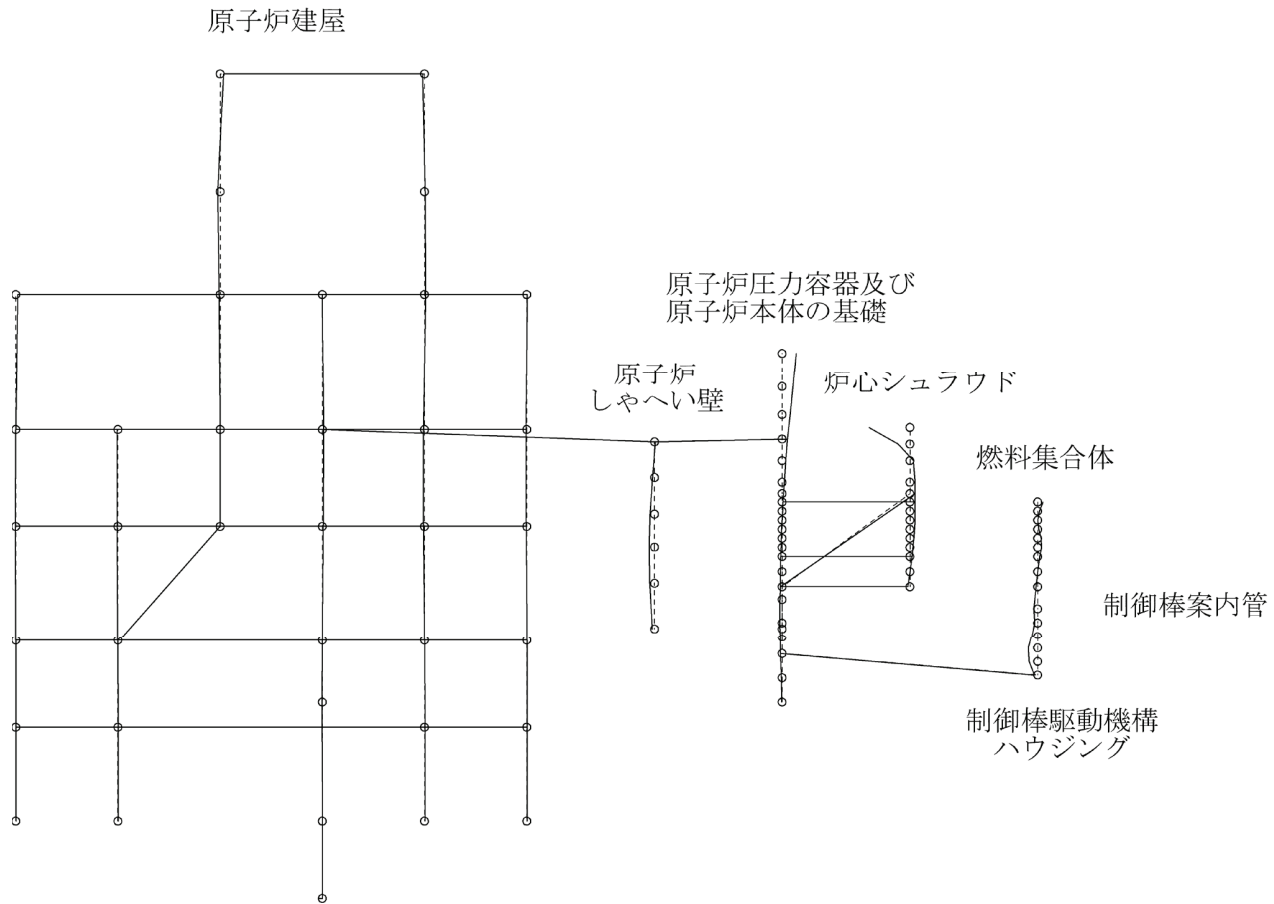 原子炉建屋
原子炉圧力容器及び
原子炉本体の基礎
原子炉
しゃへい壁
炉心シュラウド
燃料集合体
制御棒案内管
制御棒駆動機構
ハウジング